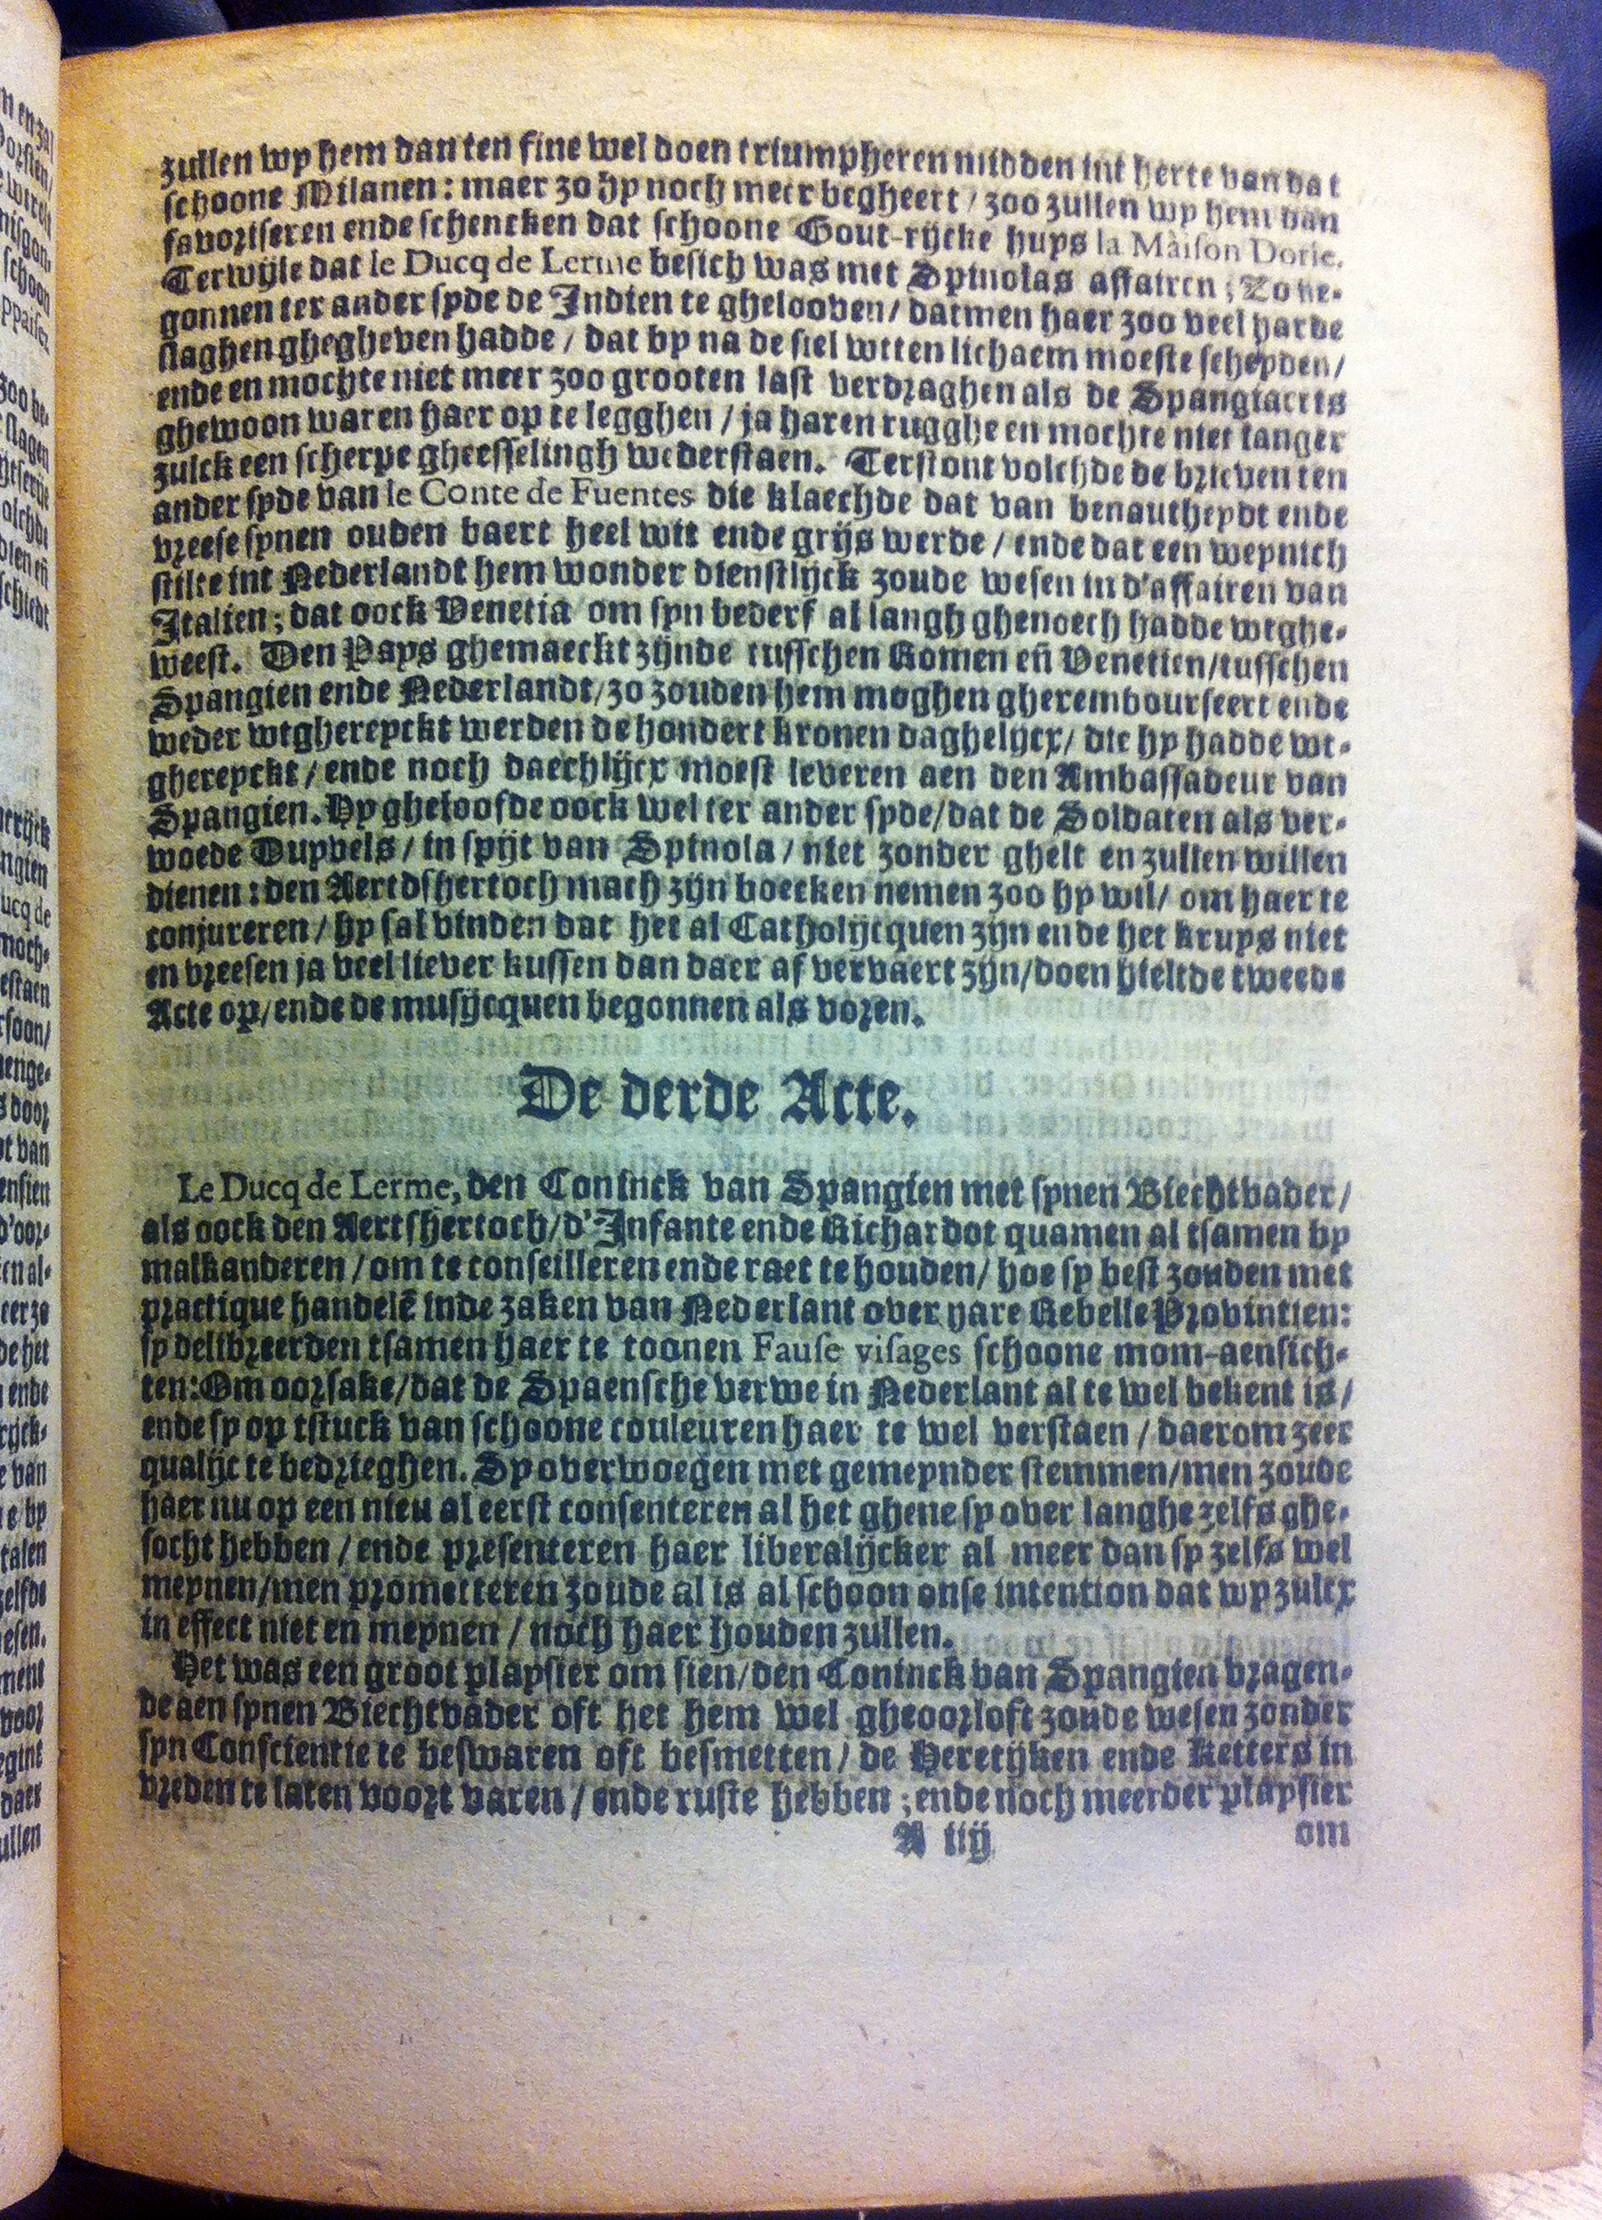 zullen wy hem dan ten fine wel doen triumpheren midden int herte van dat
schoone Milanen: maer zo hy noch meer begheert / zoo zullen wy hem dan
favoriseren ende schencken dat schoone Gout-rijcke huys la Maison Dorie.
Terwijle dat le Ducq de Lerme besich was met Spinolas affairen; Zo be-
gonnen ter ander syde de Indien te ghelooven / datmen haer zoo veel harde
slaghen ghegheven hadde / dat by na de siel wtten lichaem moeste scheyden /
ende en mochte niet meer zoo grooten last verdraghen als de Spangiaerts
ghewoon waren haer op te legghen / ja haren rugghe en mochte niet langer
zulck een scherpe gheesselingh wederstaen. Terstont volchde de brieven ten
ander syde van le Conte de Fuentes die klaechde dat van benautheydt ende
vreese synen ouden baert heel wit ende grijs werde / ende dat een weynich
stilte int Nederlandt hem wonder dienstlijck zoude wesen in d'affairen van
Italien; dat oock Venetia om syn bederf al langh ghenoech hadde wtghe-
weest. Den Pays ghemaeckt zijnde tusschen Romen eñ Venetien / tusschen
Spangien ende Nederlandt / zo zouden hem moghen gherembourseert ende
weder wtghereyckt werden de hondert kronen daghelijcx / die hy hadde wt-
ghereyckt / ende noch daechlijcx moest leveren aen den Ambassadeur van
Spangien. Hy gheloofde oock wel ter ander syde / dat de Soldaten als ver-
woede Duyvels / in spijt van Spinola / niet zonder ghelt en zullen willen
dienen: den Aertdshertoch mach zijn boecken nemen zoo hy wil / om haer te
conjureren / hy sal vinden dat het al Catholijcquen zijn ende het kruys niet
en vreesen ja veel liever kussen dan daer af vervaert zijn / doen hielt de tweede
Acte op / ende de musijcquen begonnen als voren.
De derde Acte.
Le Ducq de Lerme, den Coninck van Spangien met synen Biechtvader /
als oock den Aertshertoch / d'Infante ende Richardot quamen al tsamen by
malkanderen / om te conseilleren ende raet te houden / hoe sy best zouden met
practique handelē inde zaken van Nederlant over hare Rebelle Provintien:
sy delibreerden tsamen haer te toonen Fause visages schoone mom-aensich-
ten: Om oorsake / dat de Spaensche verwe in Nederlant al te wel bekent is /
ende sy op tstuck van schoone couleuren haer te wel verstaen / daerom zeer
qualijc te bedrieghen. Sy overwoegen met gemeynder stemmen / men zoude
haer nu op een nieu al eerst consenteren al het ghene sy over langhe zelfs ghe-
socht hebben / ende presenteren haer liberalijcker al meer dan sy zelfs wel
meynen / men prometteren zoude al is al schoon onse intention dat wy zulcx
in effect niet en meynen / noch haer houden zullen.
Het was een groot playsier om sien / den Coninck van Spangien vragen-
de aen synen Biechtvader oft het hem wel gheoorloft zoude wesen zonder
syn Conscientie te beswaren oft besmetten / de Heretijken ende Ketters in
vreden te laten voort varen / ende ruste hebben; ende noch meerder playsier
A iij om